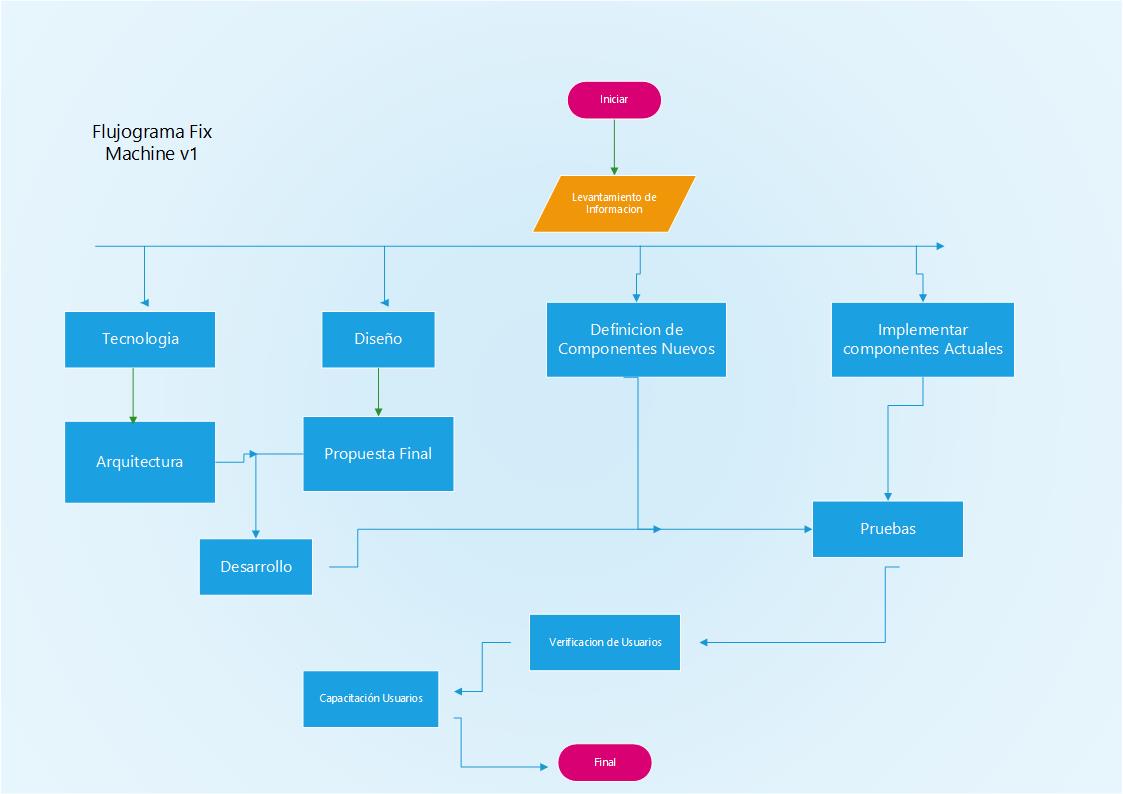 Iniciar
Flujograma Fix
Machine v1
Levantamiento de
Informacion
Tecnologia
Diseño
Definicion de
Componentes Nuevos
Implementar
componentes Actuales
Arquitectura
Propuesta Final
Pruebas
Desarrollo
Verificacion de Usuarios
Capacitación Usuarios
Final